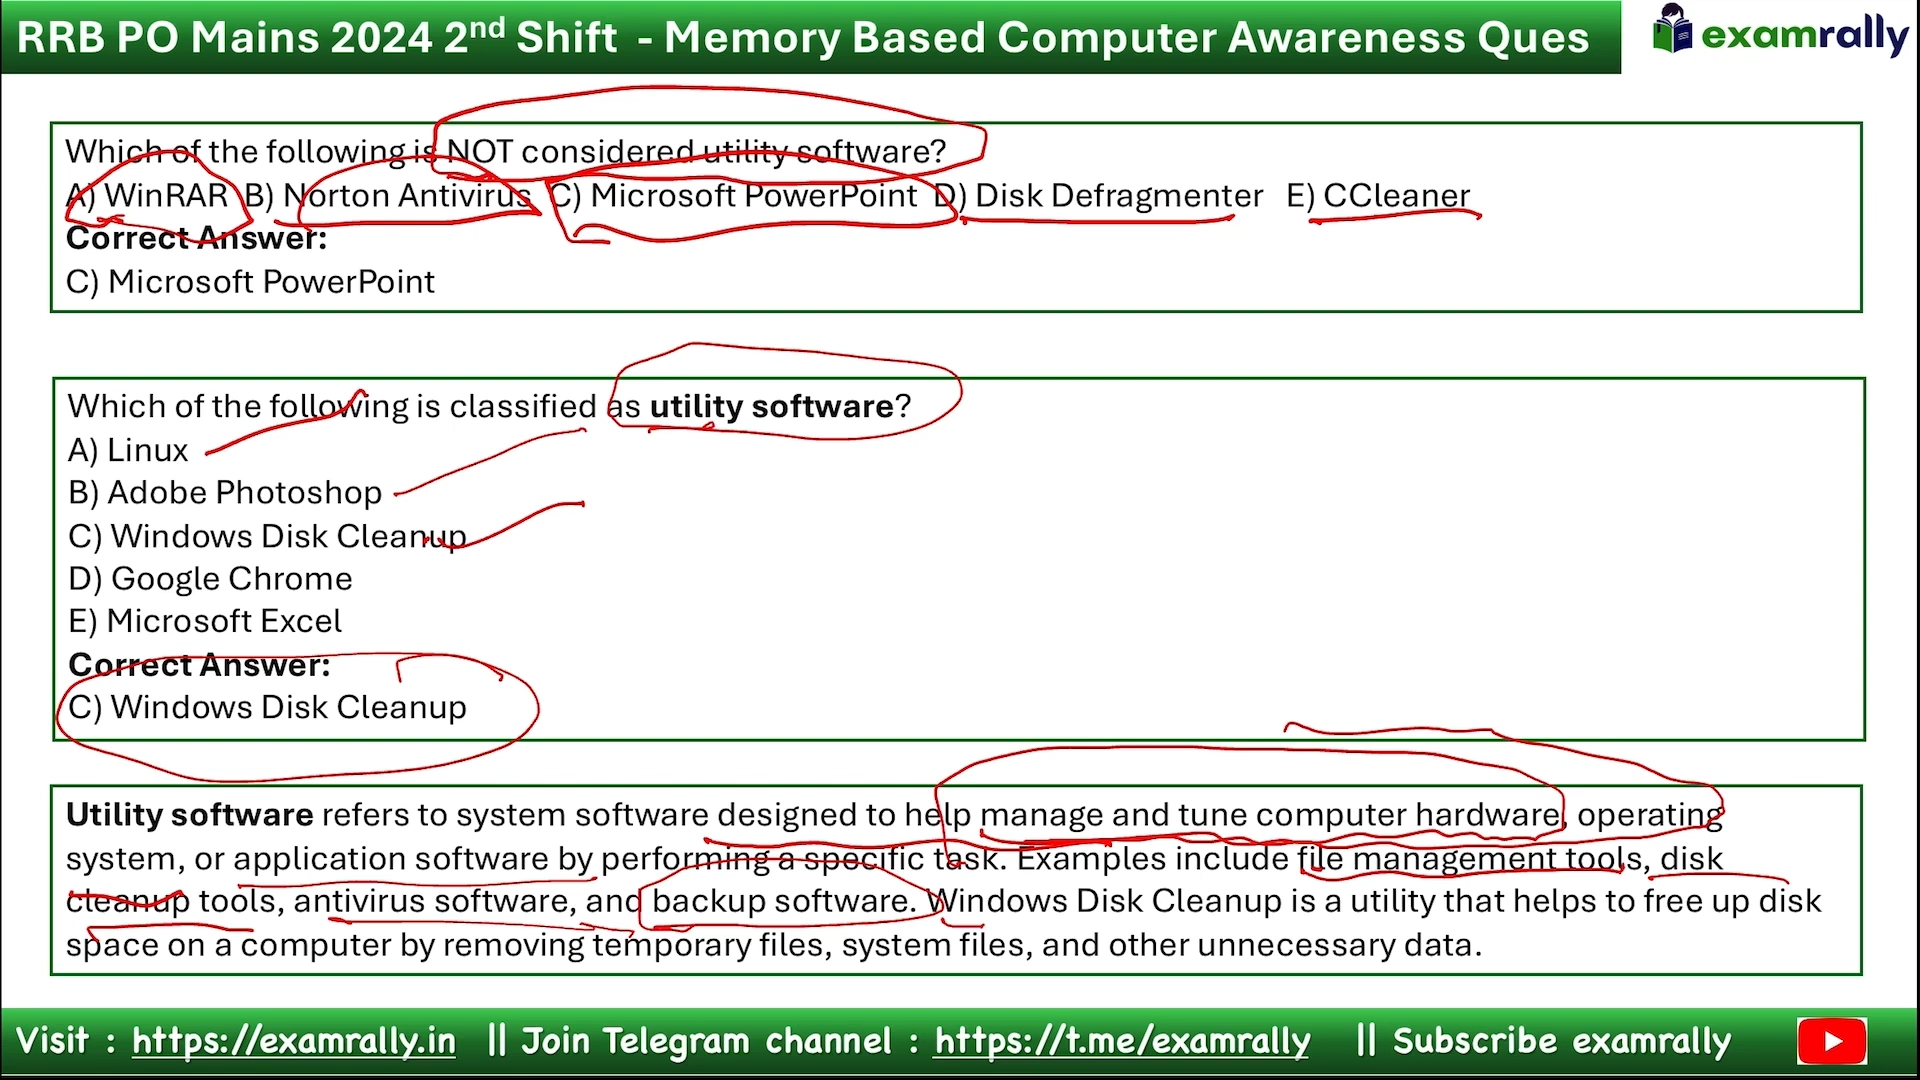 RRB PO Mains 2024 2nd Shift - Memory Based Computer Awareness Ques
examrally
Which of the following is NOT considered utility software?
A) WinRAR B) Norton Antivirus C) Microsoft PowerPoint D) Disk Defragmenter E) CCleaner
Correct Answer:
C) Microsoft PowerPoint
Which of the following is classified as utility software?
A) Linux
B) Adobe Photoshop
C) Windows Disk Cleanup
D) Google Chrome
E) Microsoft Excel
Correct Answer:
C) Windows Disk Cleanup
Utility software refers to system software designed to help manage and tune computer hardware, operating
system, or application software by performing a specific task. Examples include file management tools, disk
cleanup tools, antivirus software, and backup software. Windows Disk Cleanup is a utility that helps to free up disk
space on a computer by removing temporary files, system files, and other unnecessary data.
Visit : https://examrally.in || Join Telegram channel : https://t.me/examrally || Subscribe examrally